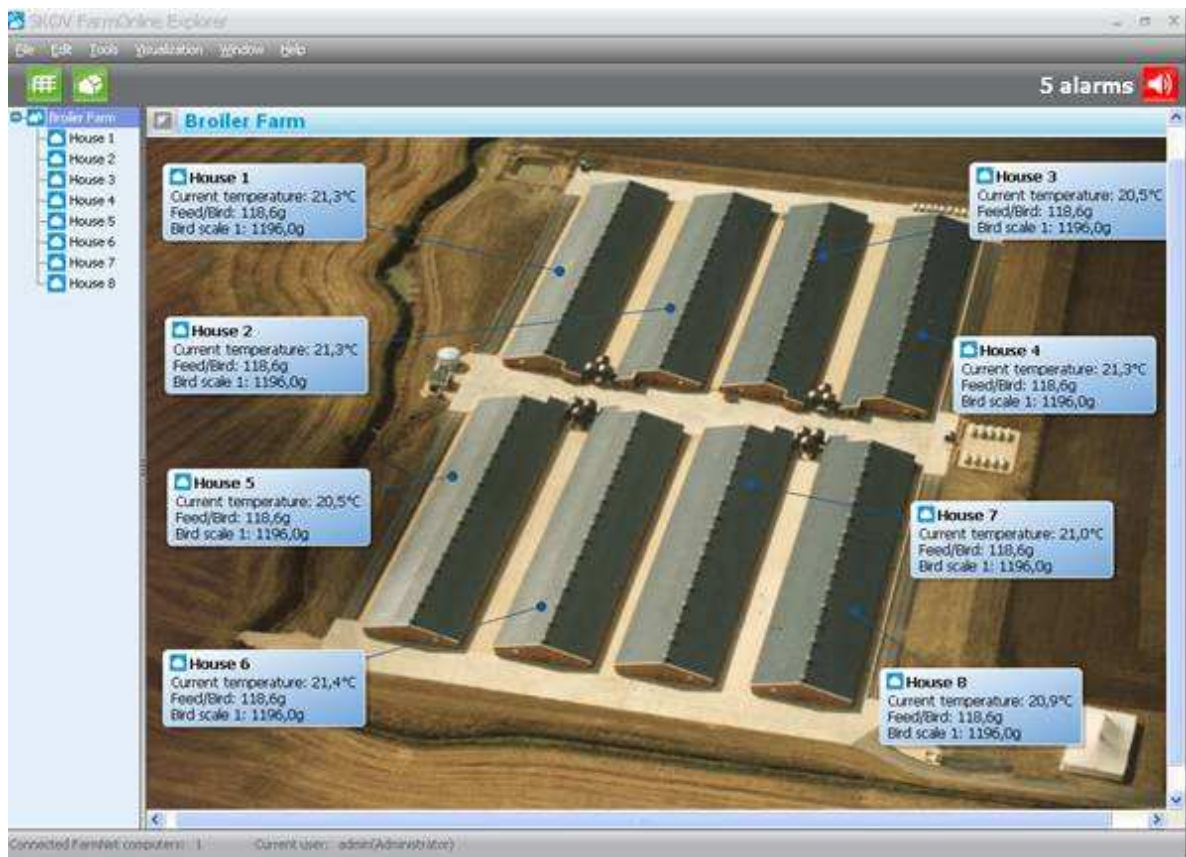 SKOV FarmOnline Explorer
File Edit Tools Visualization Window Help
5 alarms
Broiler Farm
House 1
House 2
House 3
House 4
House 5
House 6
House 7
House 8
Broiler Farm
House 1
Current temperature: 21,3°C
Feed/Bird: 118,6g
Bird scale 1: 1196,0g
House 3
Current temperature: 20,5°C
Feed/Bird: 118,6g
Bird scale 1: 1196,0g
House 2
Current temperature: 21,3°C
Feed/Bird: 118,6g
Bird scale 1: 1196,0g
House 4
Current temperature: 21,3°C
Feed/Bird: 118,6g
Bird scale 1: 1196,0g
House 5
Current temperature: 20,5°C
Feed/Bird: 118,6g
Bird scale 1: 1196,0g
House 7
Current temperature: 21,0°C
Feed/Bird: 118,6g
Bird scale 1: 1196,0g
House 6
Current temperature: 21,4°C
Feed/Bird: 118,6g
Bird scale 1: 1196,0g
House 8
Current temperature: 20,9°C
Feed/Bird: 118,6g
Bird scale 1: 1196,0g
Connected FarmNet computers: 1 Current user: admin(Administrator)